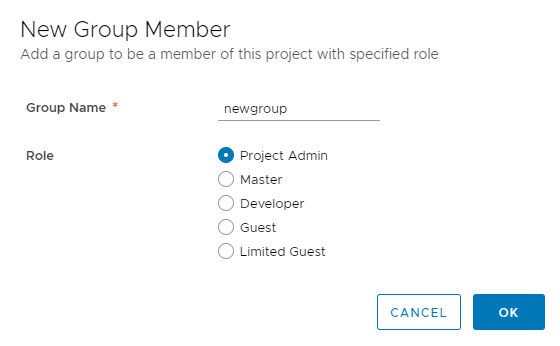 New Group Member
Add a group to be a member of this project with specified role
Group Name *
newgroup
Role
Project Admin
Master
Developer
Guest
Limited Guest
CANCEL
OK